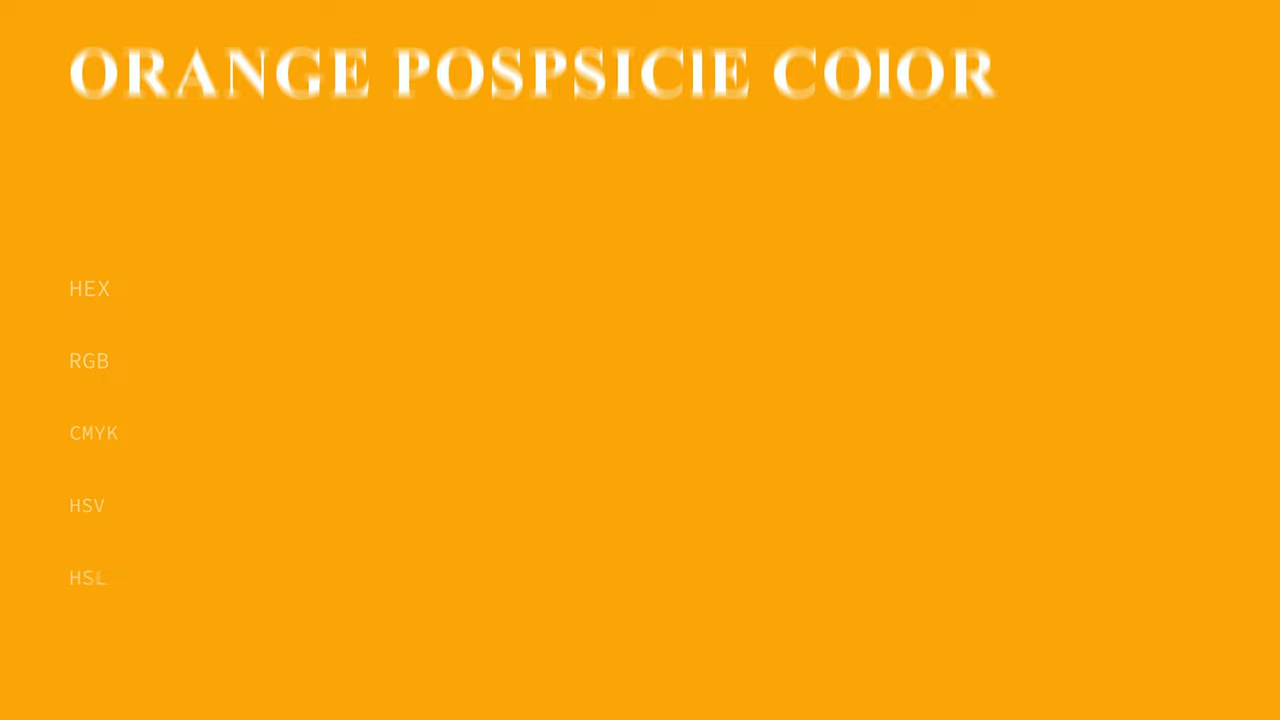 ORANGE POSPSICIE COIOR
HEX
RGB
CMYK
HSV
HSL